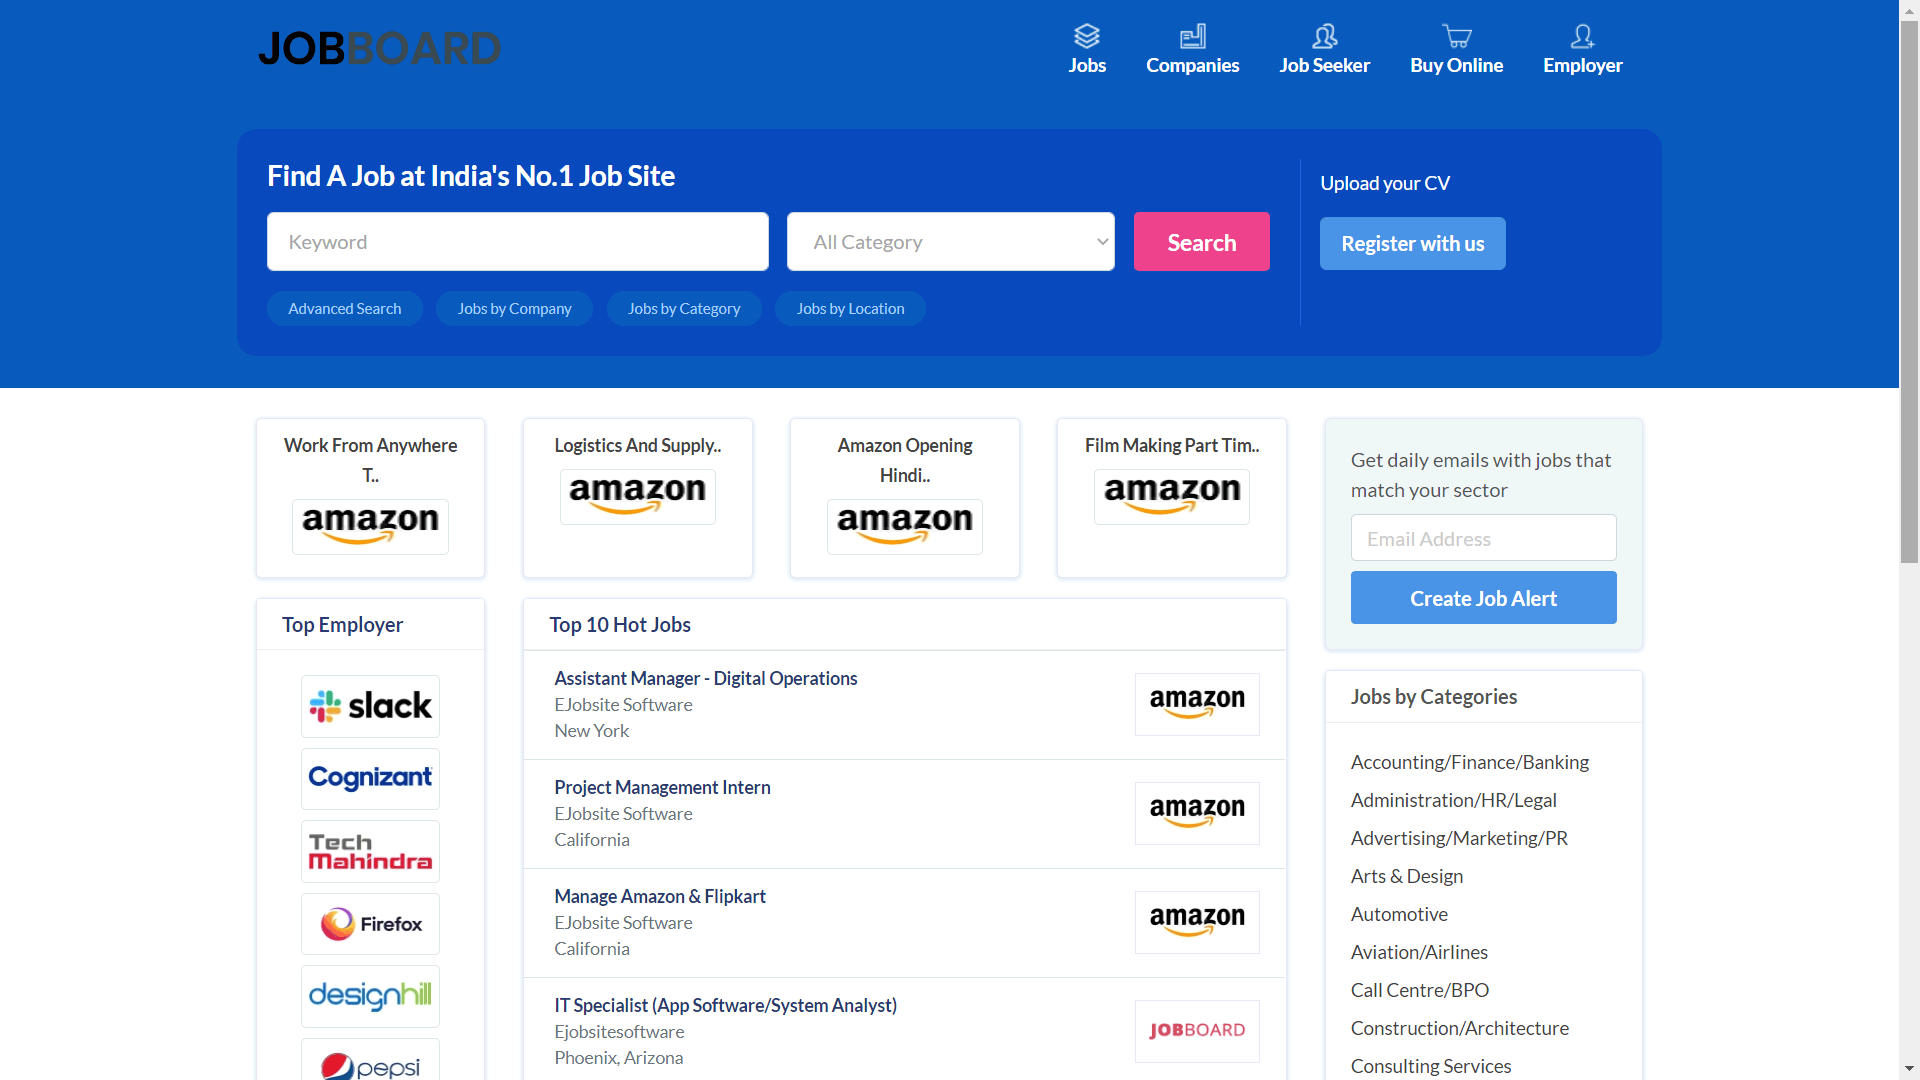 JOBBOARD
Jobs
Companies
Job Seeker
Buy Online
Employer
Find A Job at India's No.1 Job Site
Keyword
All Category
Search
Advanced Search
Jobs by Company
Jobs by Category
Jobs by Location
Upload your CV
Register with us
Work From Anywhere
T..
amazon
Logistics And Supply..
amazon
Amazon Opening
Hindi..
amazon
Film Making Part Tim..
amazon
Get daily emails with jobs that
match your sector
Email Address
Create Job Alert
Top Employer
slack
Cognizant
Tech
Mahindra
Firefox
designhill
pepsi
Top 10 Hot Jobs
Assistant Manager - Digital Operations
EJobsite Software
New York
amazon
Project Management Intern
EJobsite Software
California
amazon
Manage Amazon & Flipkart
EJobsite Software
California
amazon
IT Specialist (App Software/System Analyst)
Ejobsitesoftware
Phoenix, Arizona
JOBBOARD
Jobs by Categories
Accounting/Finance/Banking
Administration/HR/Legal
Advertising/Marketing/PR
Arts & Design
Automotive
Aviation/Airlines
Call Centre/BPO
Construction/Architecture
Consulting Services